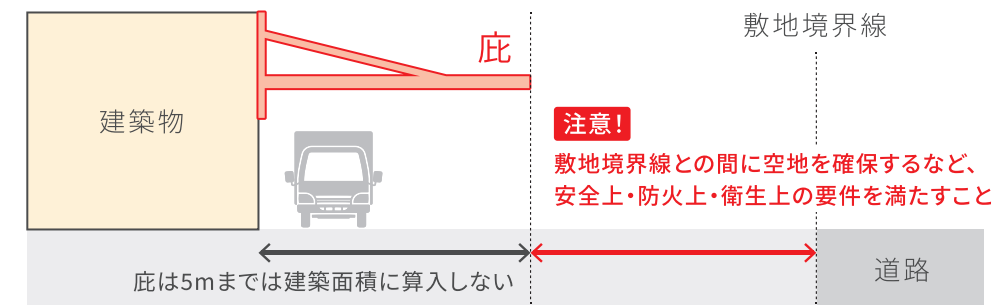 敷地境界線
庇
建築物
注意!
敷地境界線との間に空地を確保するなど、
安全上・防火上・衛生上の要件を満たすこと
庇は5mまでは建築面積に算入しない
道路